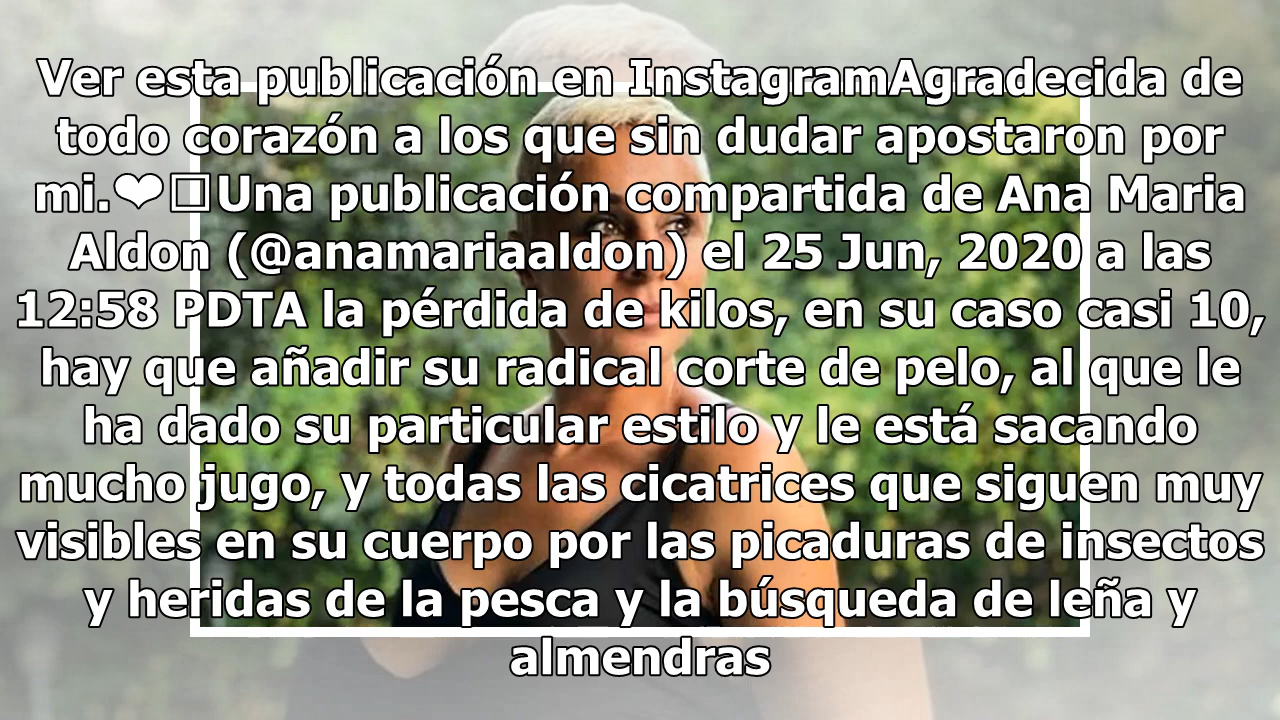 Ver esta publicación en InstagramAgradecida de
todo corazón a los que sin dudar apostaron por
mi.❤□Una publicación compartida de Ana Maria
Aldon (@anamariaaldon) el 25 Jun, 2020 a las
12:58 PDTA la pérdida de kilos, en su caso casi 10,
hay que añadir su radical corte de pelo, al que le
ha dado su particular estilo y le está sacando
mucho jugo, y todas las cicatrices que siguen muy
visibles en su cuerpo por las picaduras de insectos
y heridas de la pesca y la búsqueda de leña y
almendras